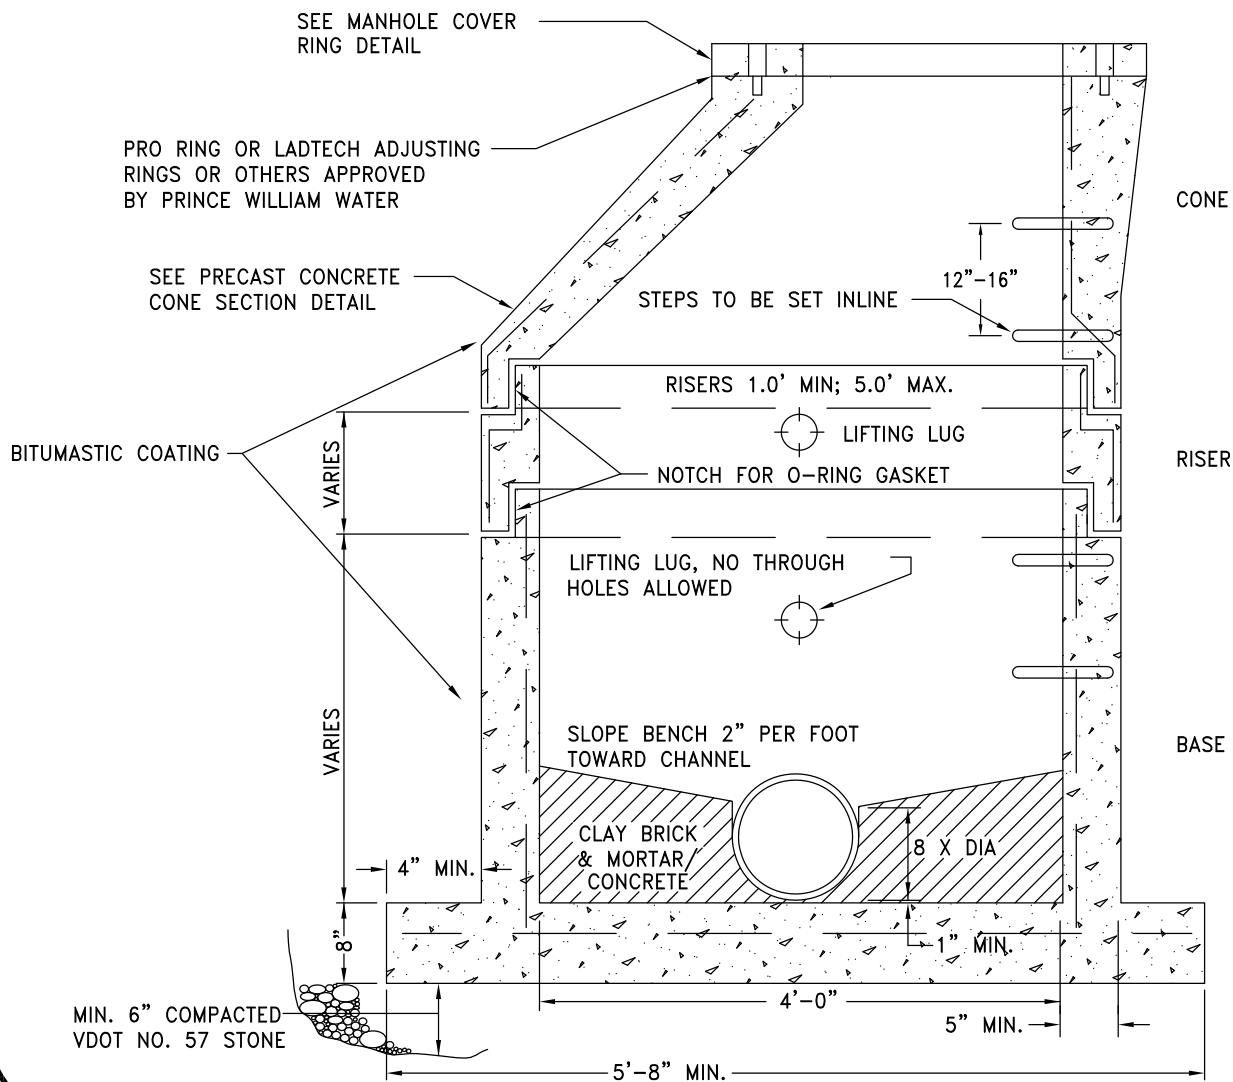 SEE MANHOLE COVER
RING DETAIL
PRO RING OR LADTECH ADJUSTING
RINGS OR OTHERS APPROVED
BY PRINCE WILLIAM WATER
CONE
SEE PRECAST CONCRETE
CONE SECTION DETAIL
12"-16"
STEPS TO BE SET INLINE
RISERS 1.0' MIN; 5.0' MAX.
LIFTING LUG
BITUMASTIC COATING
VARIES
RISER
NOTCH FOR O-RING GASKET
LIFTING LUG, NO THROUGH
HOLES ALLOWED
VARIES
SLOPE BENCH 2" PER FOOT
TOWARD CHANNEL
BASE
CLAY BRICK
& MORTAR/
CONCRETE
8 X DIA
4" MIN.
8"
1" MIN.
4'-0"
MIN. 6" COMPACTED
VDOT NO. 57 STONE
5" MIN.
5'-8" MIN.